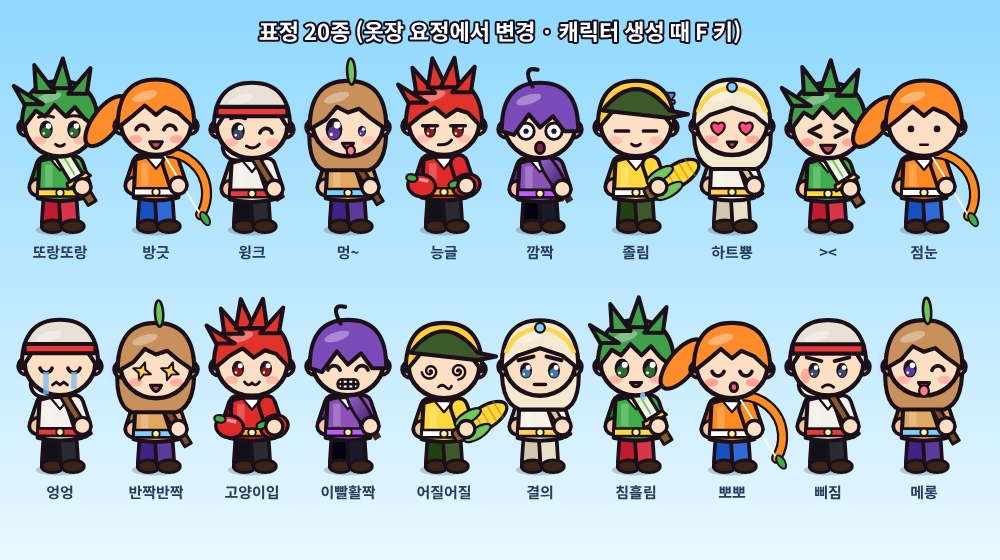 표정 20종 (옷장 요정에서 변경 · 캐릭터 생성 때 F 키)
또랑또랑 방긋 윙크 멍~ 능글 깜짝 졸림 하트뿅 >< 점눈
엉엉 반짝반짝 고양이입 이빨활짝 어질어질 결의 침흘림 뽀뽀 삐짐 메롱